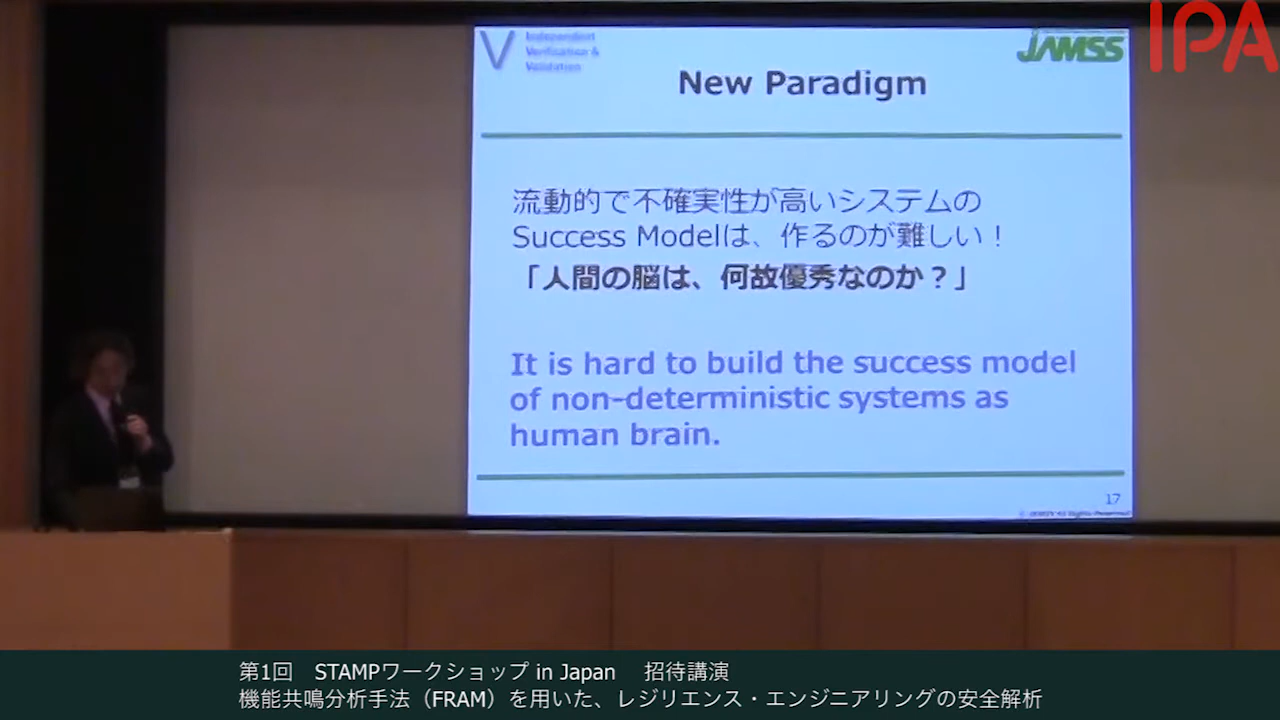 IPA
V
Independent
Verification &
Validation
JAMSS
New Paradigm
流動的で不確実性が高いシステムの
Success Modelは、作るのが難しい！
「人間の脳は、何故優秀なのか？」
It is hard to build the success model
of non-deterministic systems as
human brain.
17
第1回　STAMPワークショップ in Japan　招待講演
機能共鳴分析手法（FRAM）を用いた、レジリエンス・エンジニアリングの安全解析